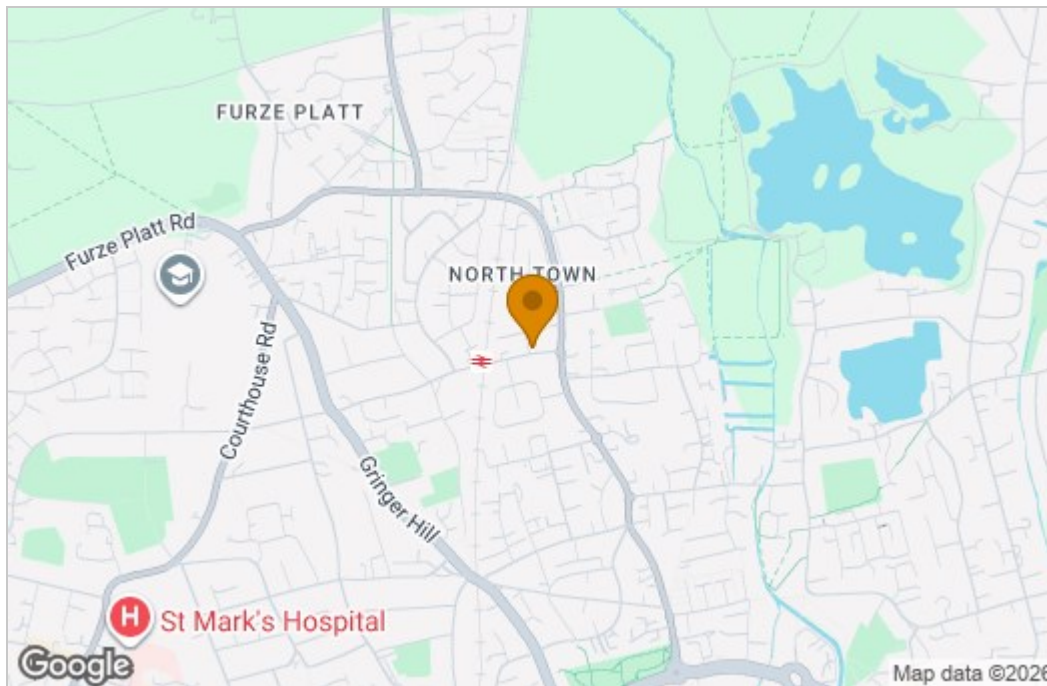 FURZE PLATT
Furze Platt Rd
NORTH TOWN
Courthouse Rd
Gringer Hill
H
St Mark's Hospital
Google
Map data ©2026